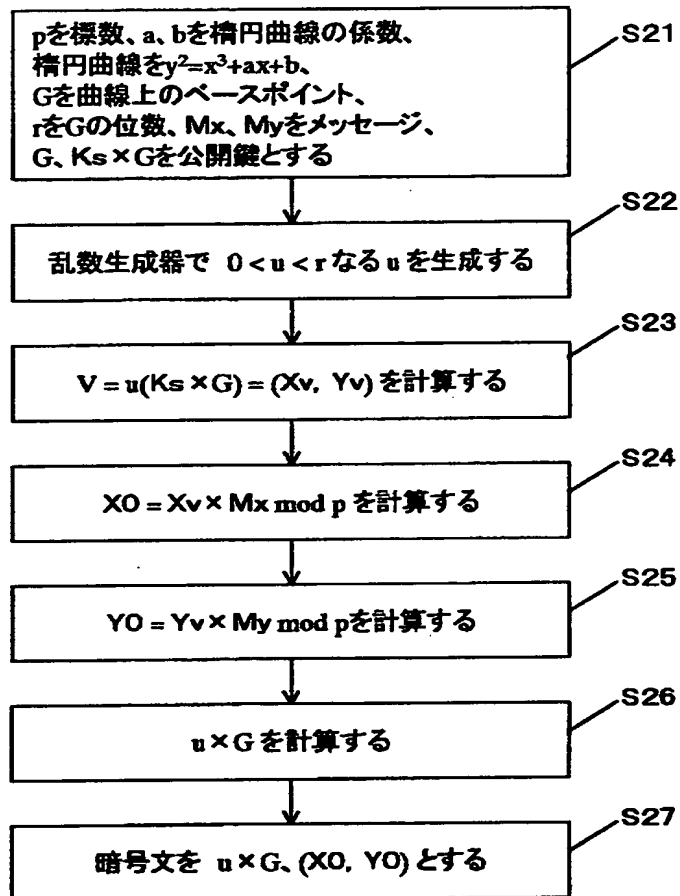 pを標数、a、bを楕円曲線の係数、
楕円曲線をy²=x³+ax+b、
Gを曲線上のベースポイント、
rをGの位数、Mx、Myをメッセージ、
G、Ks×Gを公開鍵とする
S21
乱数生成器で 0<u<rなるuを生成する
S22
V = u(Ks×G) = (Xv, Yv) を計算する
S23
X0 = Xv×Mx mod p を計算する
S24
Y0 = Yv×My mod pを計算する
S25
u×G を計算する
S26
暗号文を u×G、(X0, Y0) とする
S27